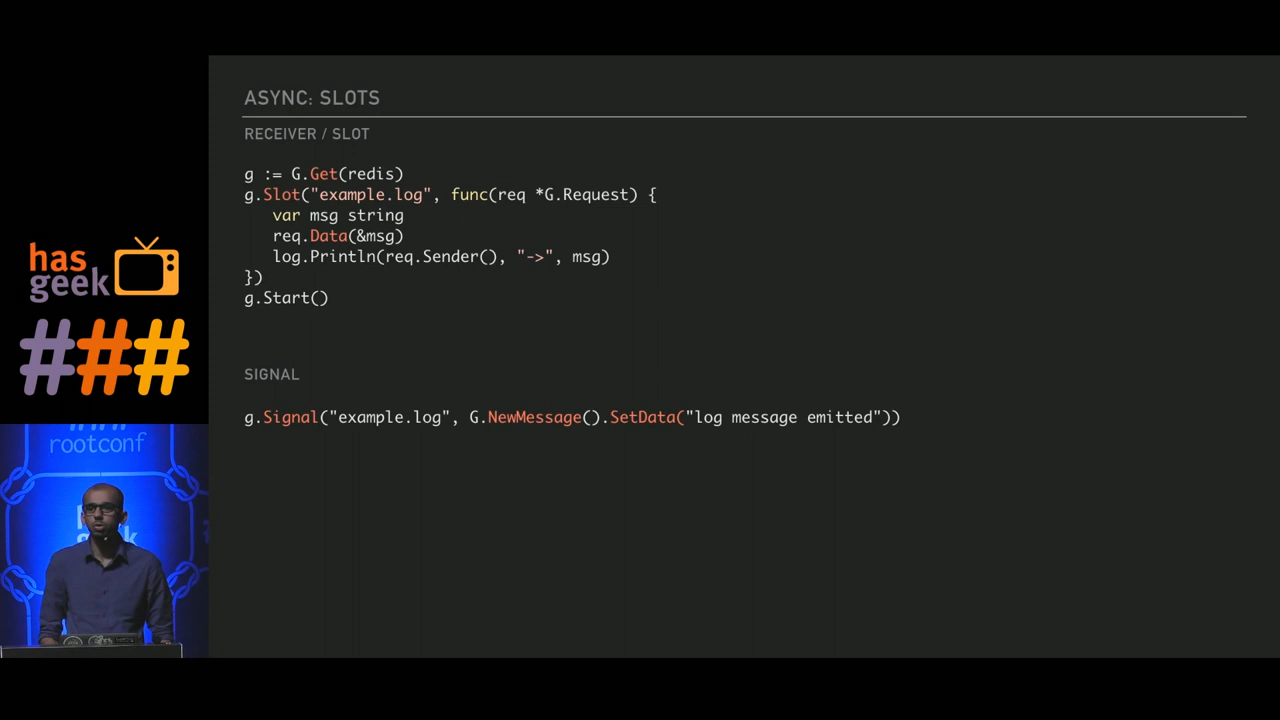 ASYNC: SLOTS
RECEIVER / SLOT
g := G.Get(redis)
g.Slot("example.log", func(req *G.Request) {
var msg string
req.Data(&msg)
log.Println(req.Sender(), "->", msg)
})
g.Start()
SIGNAL
g.Signal("example.log", G.NewMessage().SetData("log message emitted"))
has
geek
###
rootconf